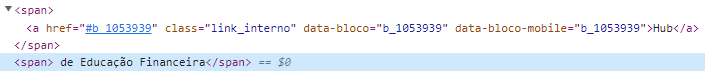 ▼<span>
<a href="#b_1053939" class="link_interno" data-bloco="b_1053939" data-bloco-mobile="b_1053939">Hub</a>
</span>
<span> de Educação Financeira</span> == $0